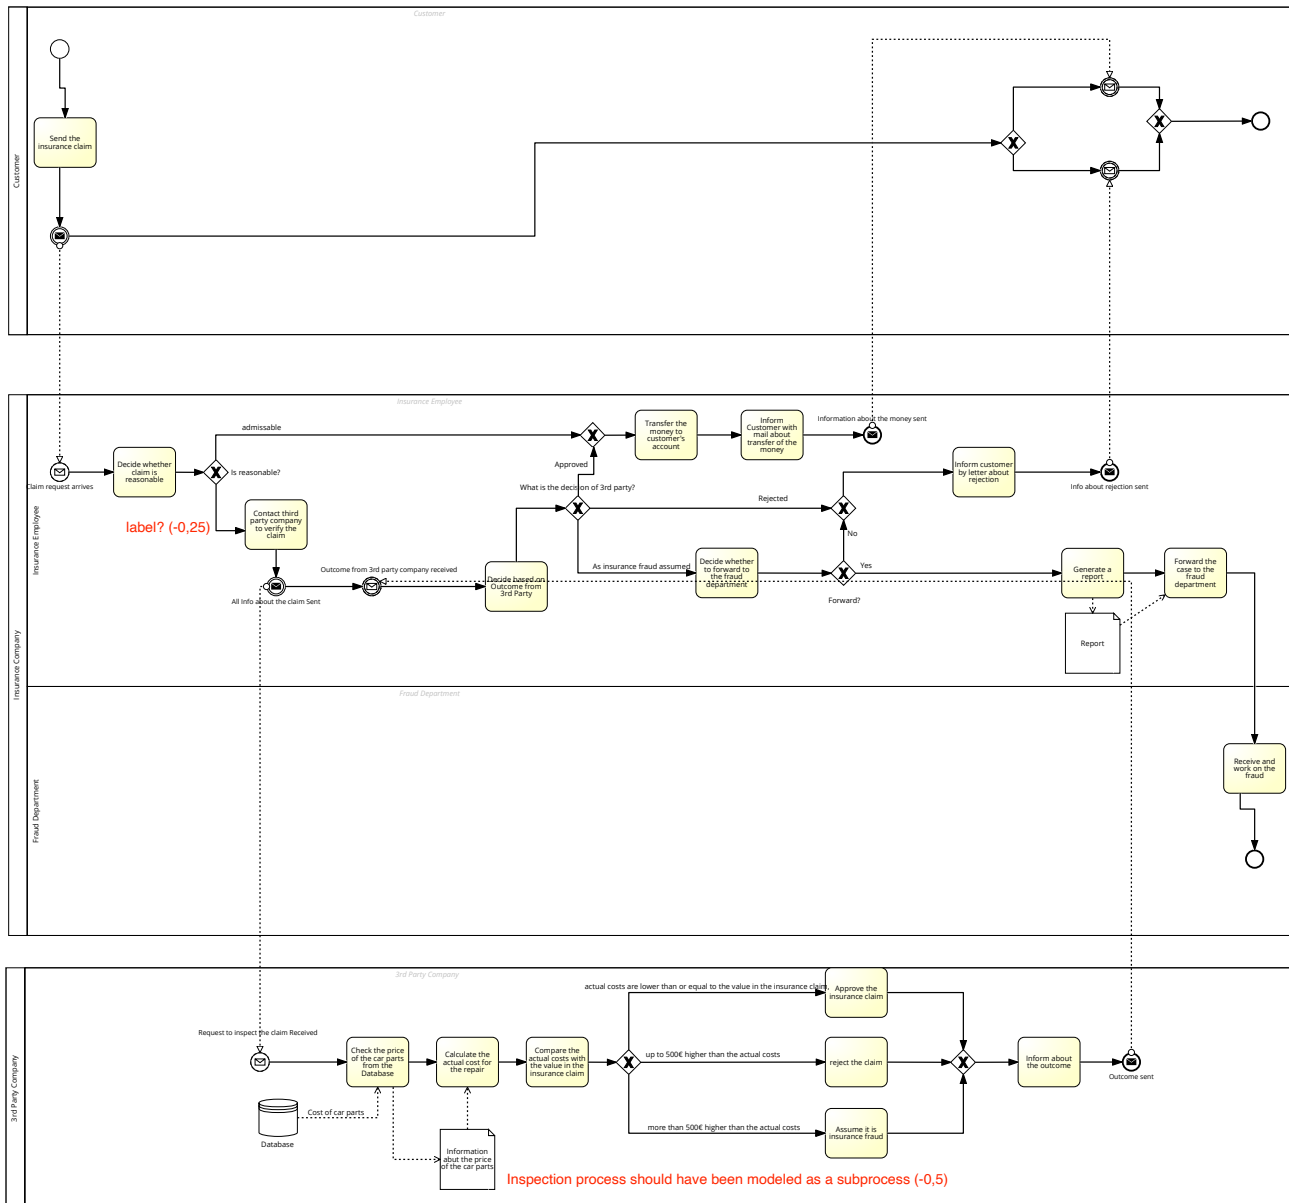 Customer
Customer
Send the
insurance claim
Insurance Company
Insurance Employee
Insurance Employee
Claim request arrives
Decide whether
claim is
reasonable
Is reasonable?
admissable
label? (-0,25)
Contact third
party company
to verify the
claim
All Info about the claim Sent
Outcome from 3rd party company received
Decide based on
Outcome from
3rd Party
What is the decision of 3rd party?
Approved
Rejected
As insurance fraud assumed
Transfer the
money to
customer's
account
Inform
Customer with
mail about
transfer of the
money
Information about the money sent
Decide whether
to forward to
the fraud
department
Forward?
No
Yes
Inform customer
by letter about
rejection
Info about rejection sent
Generate a
report
Report
Forward the
case to the
fraud
department
Fraud Department
Fraud Department
Receive and
work on the
fraud
3rd Party Company
3rd Party Company
Request to inspect the claim Received
Check the price
of the car parts
from the
Database
Cost of car parts
Database
Calculate the
actual cost for
the repair
Information
abut the price
of the car parts
Compare the
actual costs with
the value in the
insurance claim
actual costs are lower than or equal to the value in the insurance claim,
up to 500€ higher than the actual costs
more than 500€ higher than the actual costs
Approve the
insurance claim
reject the claim
Assume it is
insurance fraud
Inform about
the outcome
Outcome sent
Inspection process should have been modeled as a subprocess (-0,5)